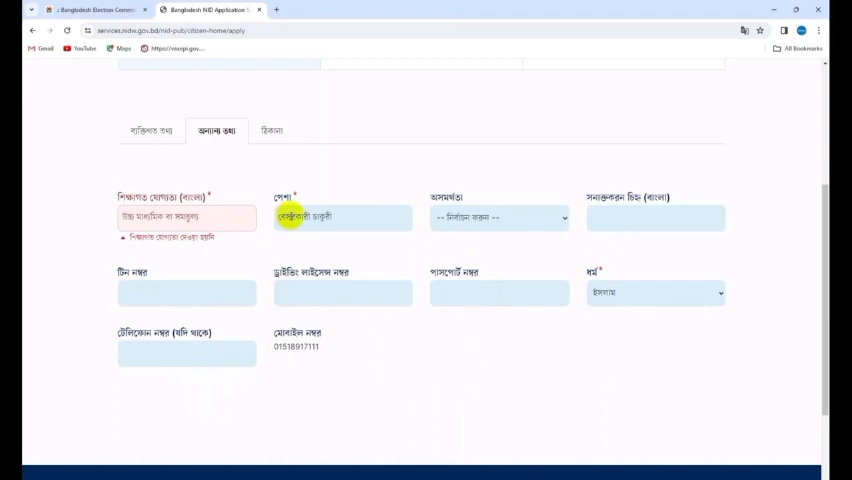 Bangladesh Election Commi
Bangladesh NID Application S
services.nidw.gov.bd/nid-pub/citizen-home/apply
Gmail YouTube Maps https://vaxepi.gov.... All Bookmarks
ব্যক্তিগত তথ্য অন্যান্য তথ্য ঠিকানা
শিক্ষাগত যোগ্যতা (বাংলা) * পেশা * অসমর্থতা সনাক্তকরন চিহ্ন (বাংলা)
উচ্চ মাধ্যমিক বা সমতুল্য বেসরকারী চাকুরী -- নির্বাচন করুন --
শিক্ষাগত যোগ্যতা দেওয়া হয়নি
টিন নম্বর ড্রাইভিং লাইসেন্স নম্বর পাসপোর্ট নম্বর ধর্ম *
ইসলাম
টেলিফোন নম্বর (যদি থাকে) মোবাইল নম্বর
01518917111